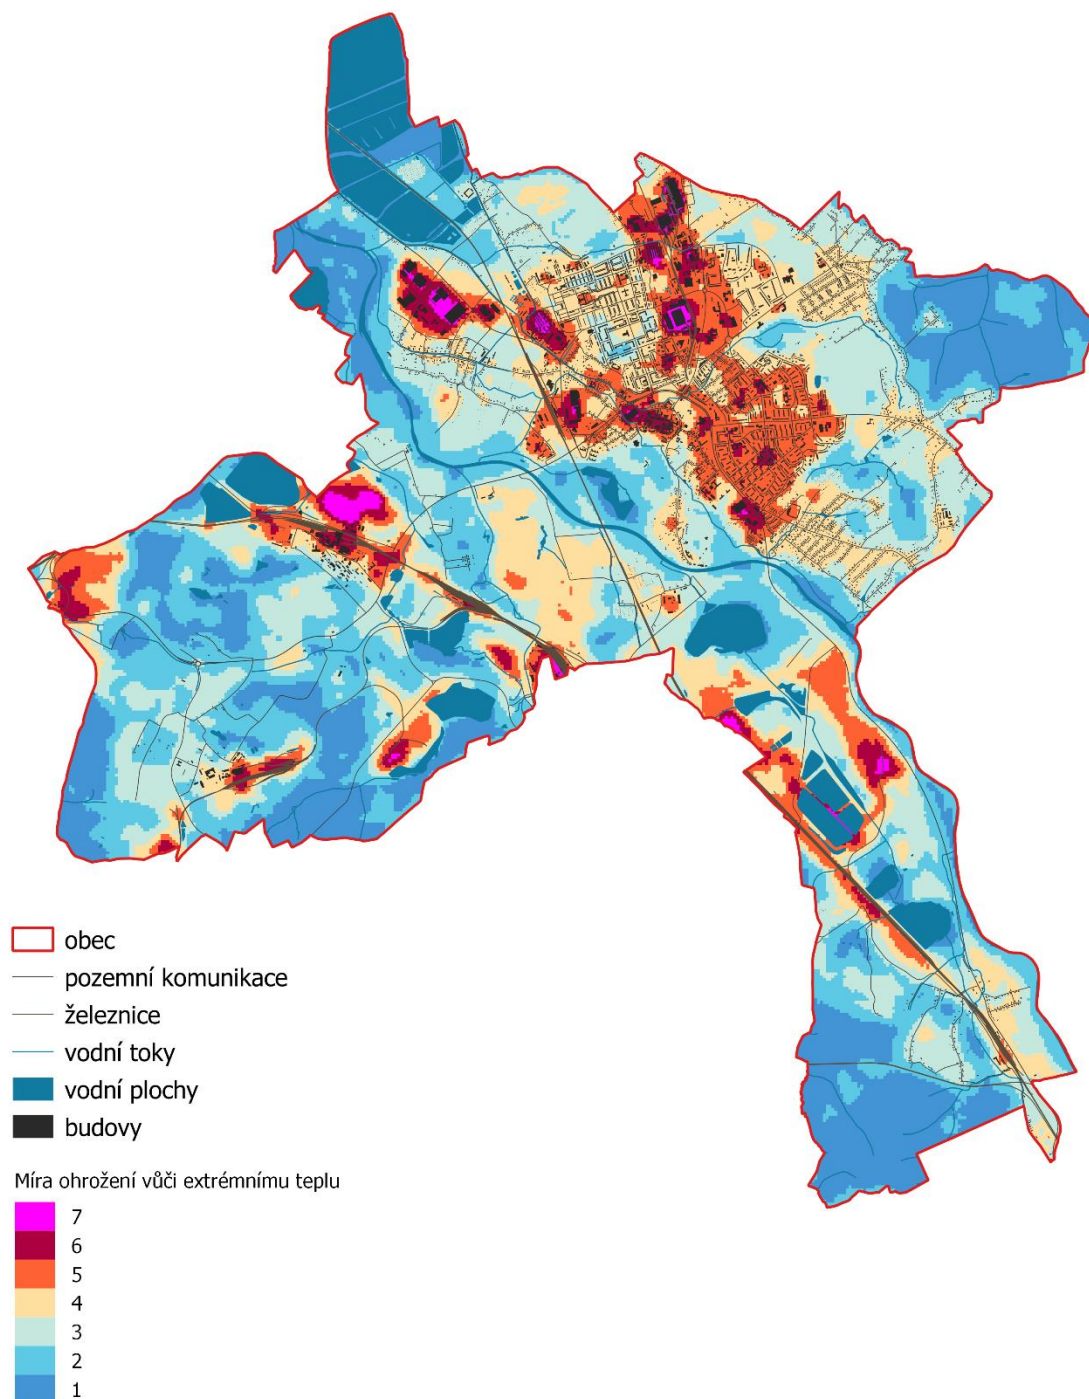 obec
pozemní komunikace
železnice
vodní toky
vodní plochy
budovy
Míra ohrožení vůči extrémnímu teplu
7
6
5
4
3
2
1